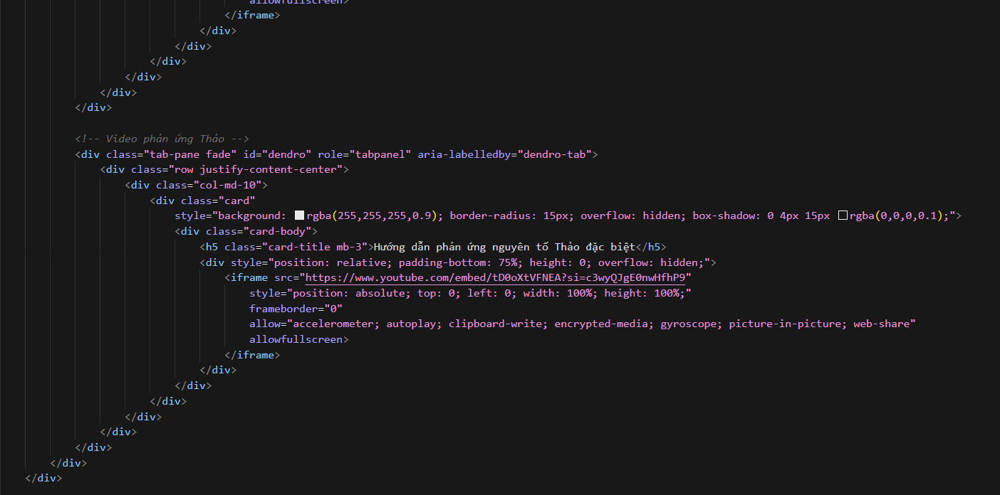 allowfullscreen>
</iframe>
</div>
</div>
</div>
</div>
</div>
</div>
<!-- Video phản ứng Thảo -->
<div class="tab-pane fade" id="dendro" role="tabpanel" aria-labelledby="dendro-tab">
<div class="row justify-content-center">
<div class="col-md-10">
<div class="card"
style="background: rgba(255,255,255,0.9); border-radius: 15px; overflow: hidden; box-shadow: 0 4px 15px rgba(0,0,0,0.1);">
<div class="card-body">
<h5 class="card-title mb-3">Hướng dẫn phản ứng nguyên tố Thảo đặc biệt</h5>
<div style="position: relative; padding-bottom: 75%; height: 0; overflow: hidden;">
<iframe src="https://www.youtube.com/embed/tD0oXtVFNEA?si=c3wyQJgE0nwHfhP9"
style="position: absolute; top: 0; left: 0; width: 100%; height: 100%;"
frameborder="0"
allow="accelerometer; autoplay; clipboard-write; encrypted-media; gyroscope; picture-in-picture; web-share"
allowfullscreen>
</iframe>
</div>
</div>
</div>
</div>
</div>
</div>
</div>
</div>